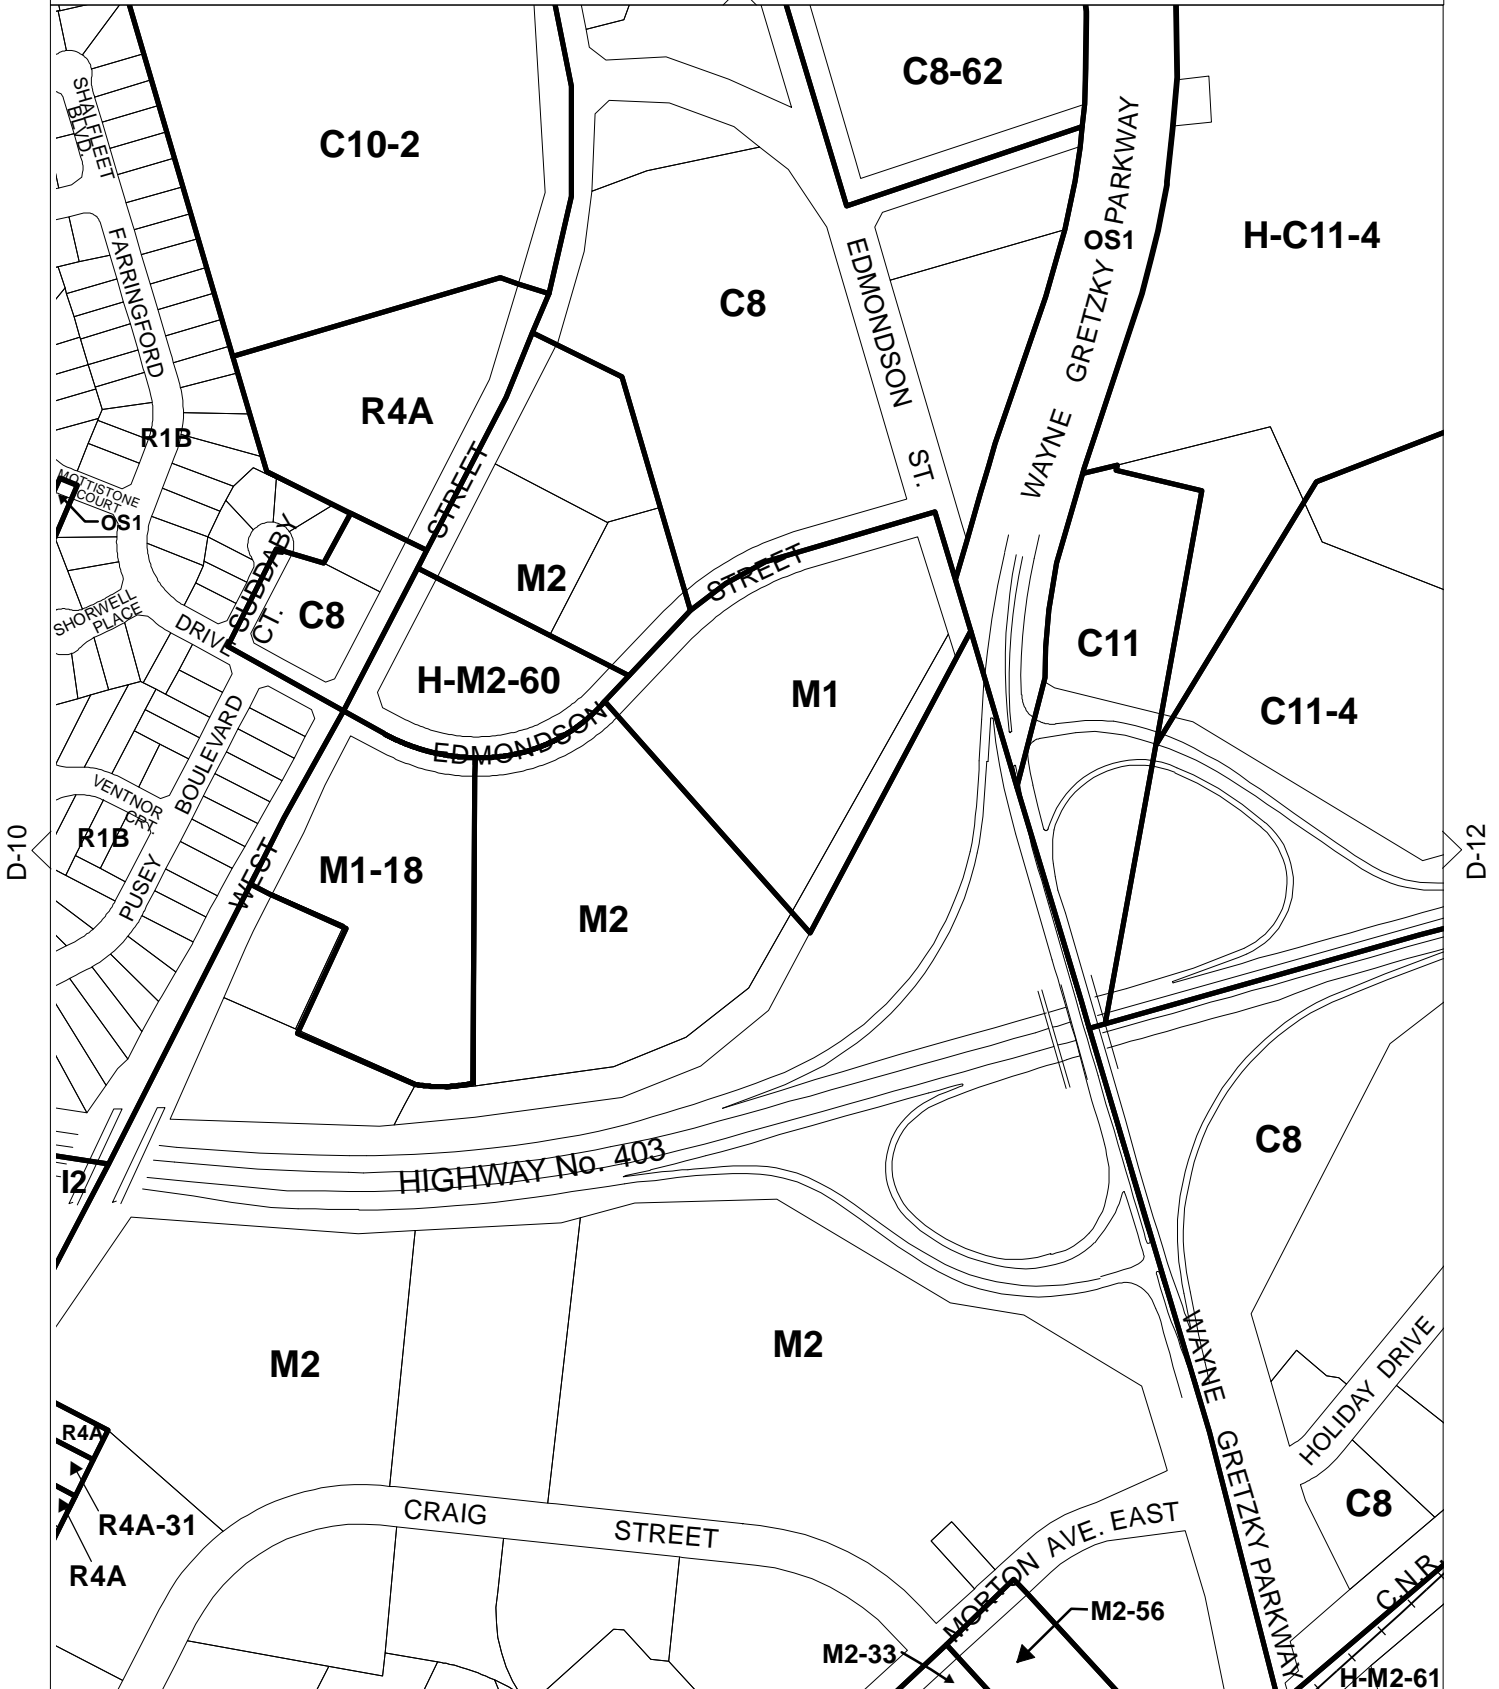 C8-62
C10-2
SHALFLEET
BLVD.
WAYNE GRETZKY PARKWAY
OS1
H-C11-4
FARRINGFORD
C8
EDMONDSON ST.
R4A
R1B
MOTTISTONE
COURT
OS1
STREET
SUDDABY
CT.
M2
STREET
C8
SHORWELL
PLACE
DRIVE
C11
H-M2-60
M1
C11-4
EDMONDSON
BOULEVARD
VENTNOR
CRT.
R1B
D-10
D-12
WEST
M1-18
PUSEY
M2
C8
HIGHWAY No. 403
I2
M2
M2
WAYNE GRETZKY PARKWAY
HOLIDAY DRIVE
R4A
R4A-31
CRAIG STREET
C8
MORTON AVE. EAST
R4A
C.N.R.
M2-56
M2-33
H-M2-61